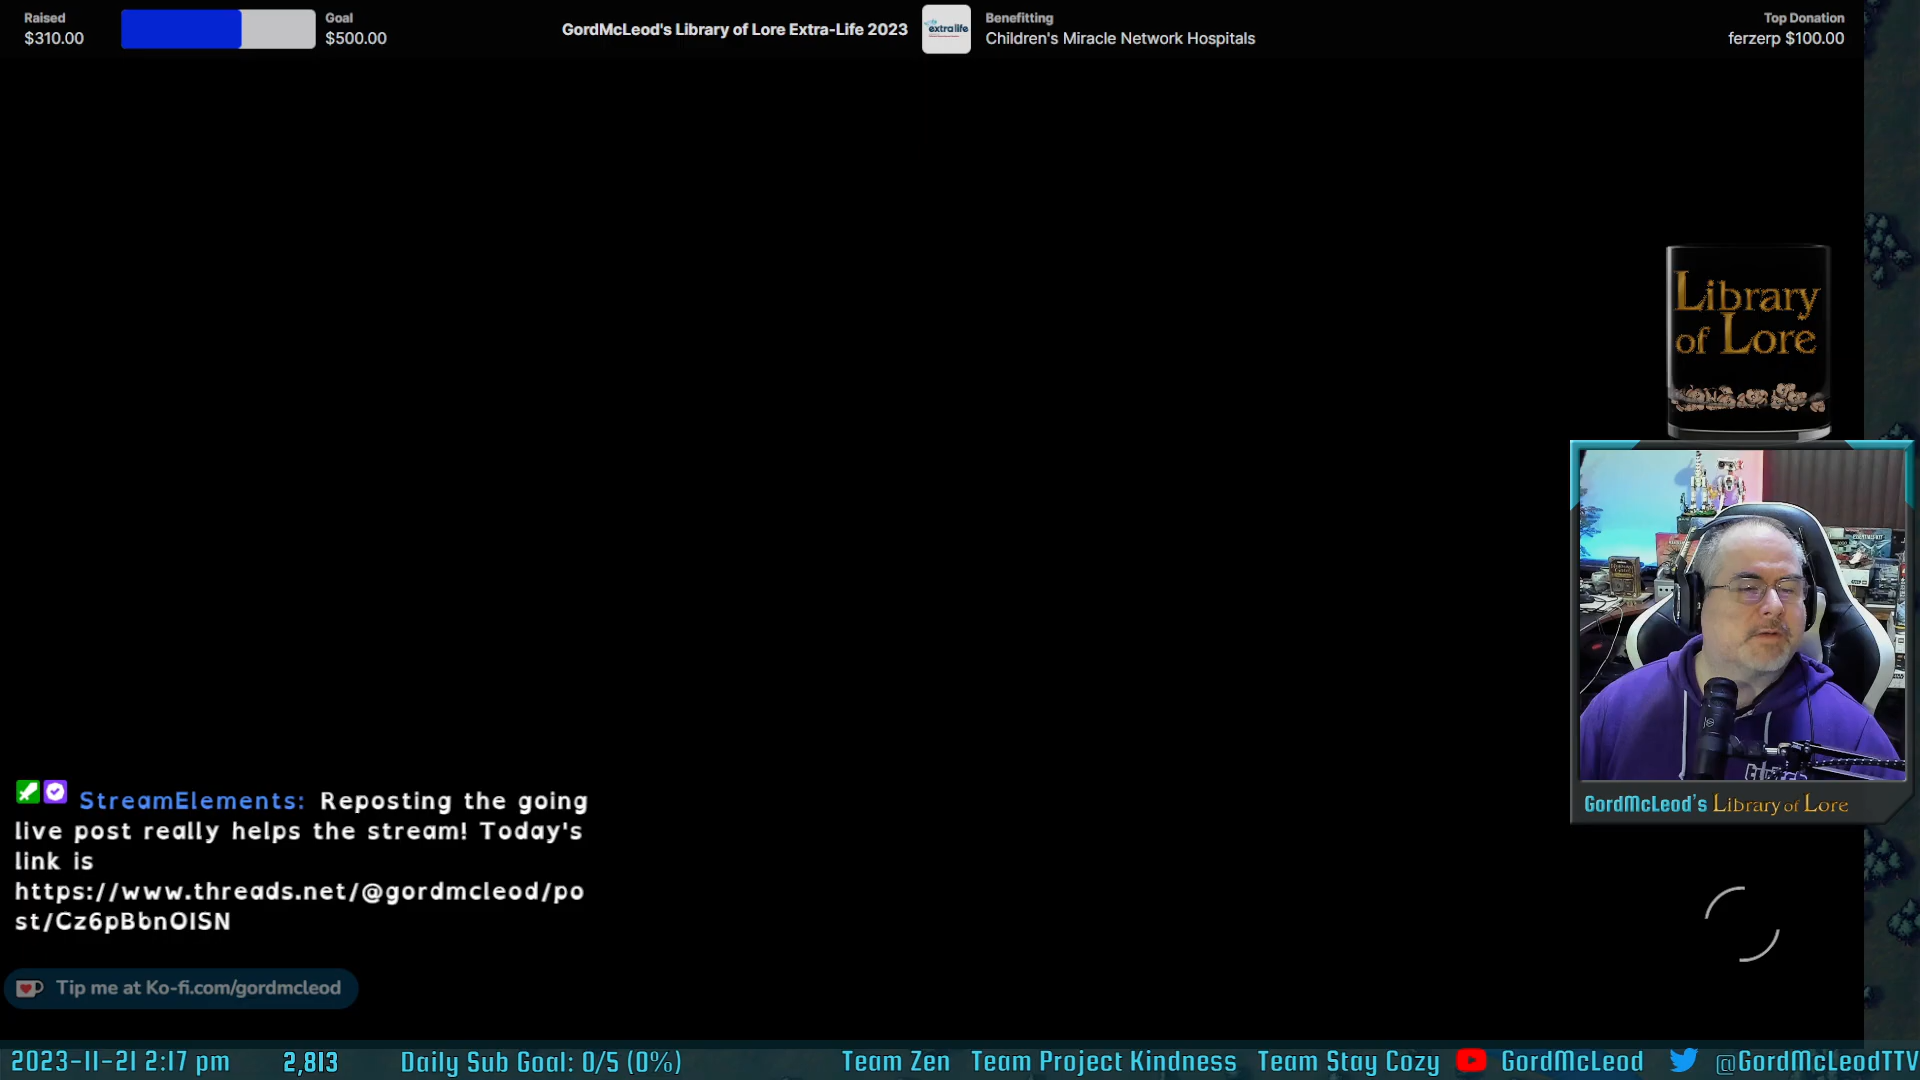 Raised
$310.00
Goal
$500.00
GordMcLeod's Library of Lore Extra-Life 2023
extralife
Benefitting
Children's Miracle Network Hospitals
Top Donation
ferzerp $100.00
Library
of Lore
StreamElements: Reposting the going
live post really helps the stream! Today's
link is
https://www.threads.net/@gordmcleod/po
st/Cz6pBbnOISN
GordMcLeod's Library of Lore
Tip me at Ko-fi.com/gordmcleod
2023-11-21 2:17 pm 2,813 Daily Sub Goal: 0/5 (0%) Team Zen Team Project Kindness Team Stay Cozy GordMcLeod @GordMcLeodTTV